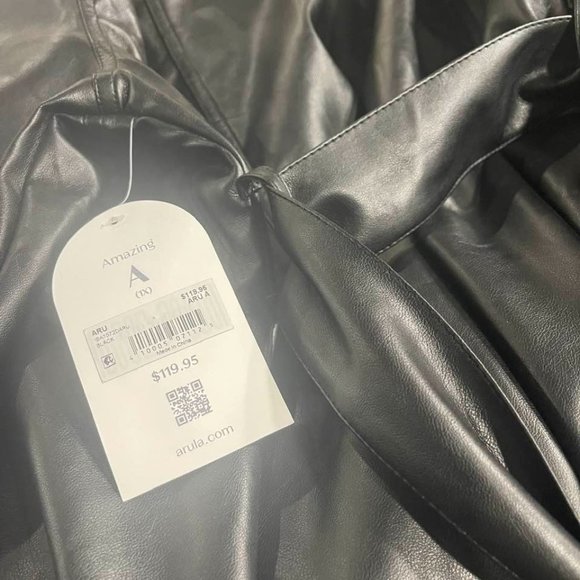 Amazing
A
(1X)
$119.95
ARU
ARU A
BLACK
Made in China
$119.95
arula.com